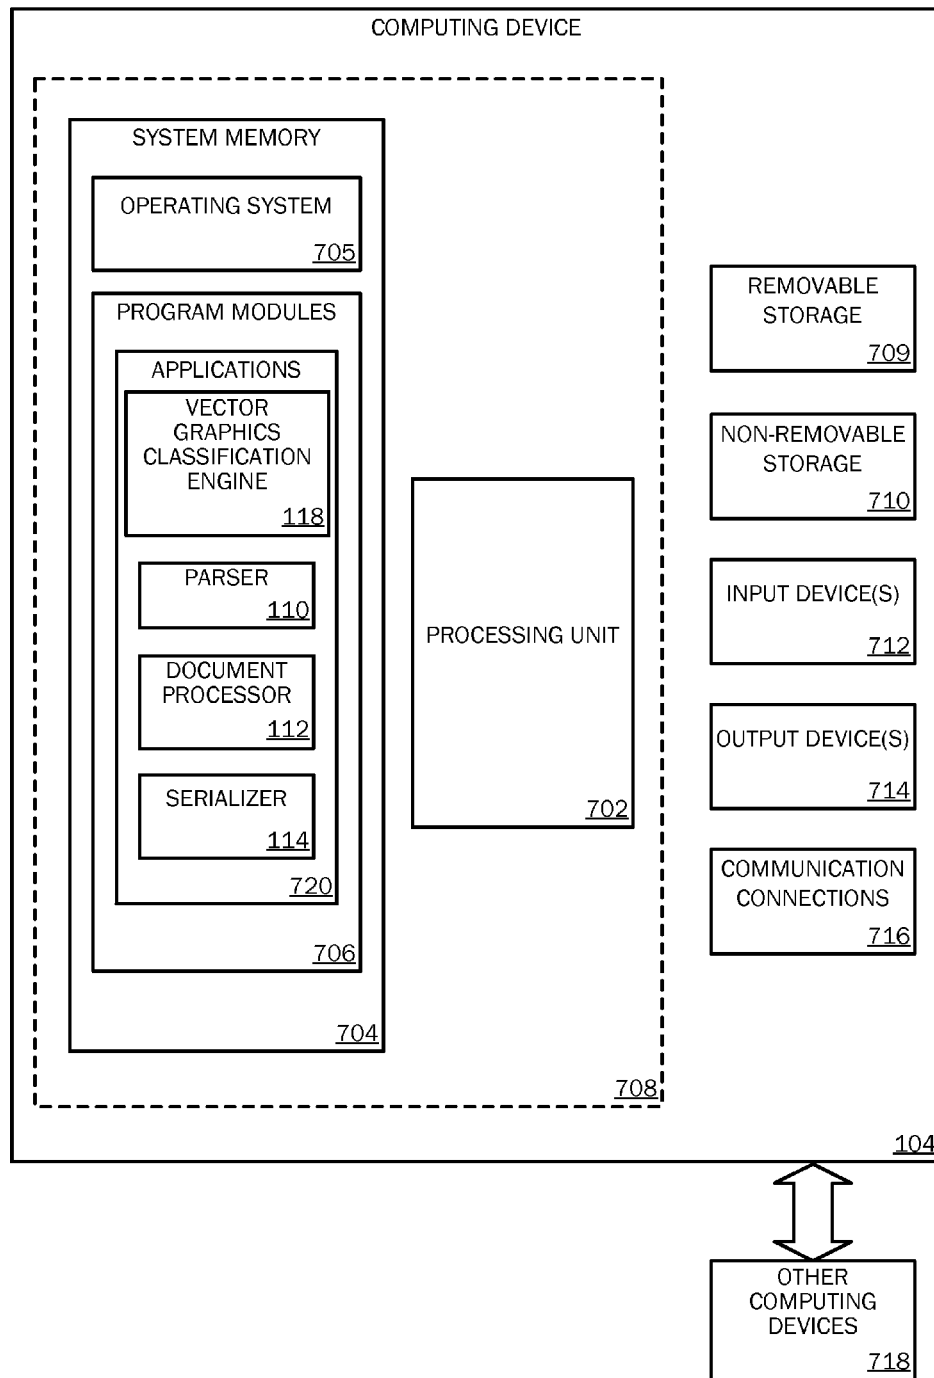 COMPUTING DEVICE
SYSTEM MEMORY
OPERATING SYSTEM
705
PROGRAM MODULES
APPLICATIONS
VECTOR
GRAPHICS
CLASSIFICATION
ENGINE
118
PARSER
110
DOCUMENT
PROCESSOR
112
SERIALIZER
114
720
706
704
PROCESSING UNIT
702
708
REMOVABLE
STORAGE
709
NON-REMOVABLE
STORAGE
710
INPUT DEVICE(S)
712
OUTPUT DEVICE(S)
714
COMMUNICATION
CONNECTIONS
716
104
OTHER
COMPUTING
DEVICES
718